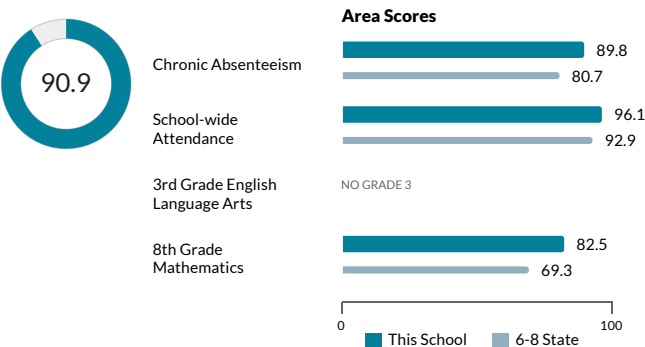 Area Scores
90.9
Chronic Absenteeism
89.8
80.7
School-wide
Attendance
96.1
92.9
3rd Grade English
Language Arts
NO GRADE 3
8th Grade
Mathematics
82.5
69.3
0
100
This School
6-8 State